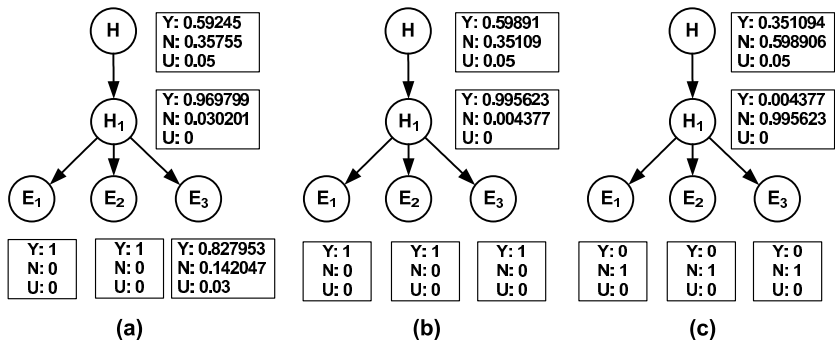 H
Y: 0.59245
N: 0.35755
U: 0.05
H1
Y: 0.969799
N: 0.030201
U: 0
E1
E2
E3
Y: 1
N: 0
U: 0
Y: 1
N: 0
U: 0
Y: 0.827953
N: 0.142047
U: 0.03
(a)
H
Y: 0.59891
N: 0.35109
U: 0.05
H1
Y: 0.995623
N: 0.004377
U: 0
E1
E2
E3
Y: 1
N: 0
U: 0
Y: 1
N: 0
U: 0
Y: 1
N: 0
U: 0
(b)
H
Y: 0.351094
N: 0.598906
U: 0.05
H1
Y: 0.004377
N: 0.995623
U: 0
E1
E2
E3
Y: 0
N: 1
U: 0
Y: 0
N: 1
U: 0
Y: 0
N: 1
U: 0
(c)